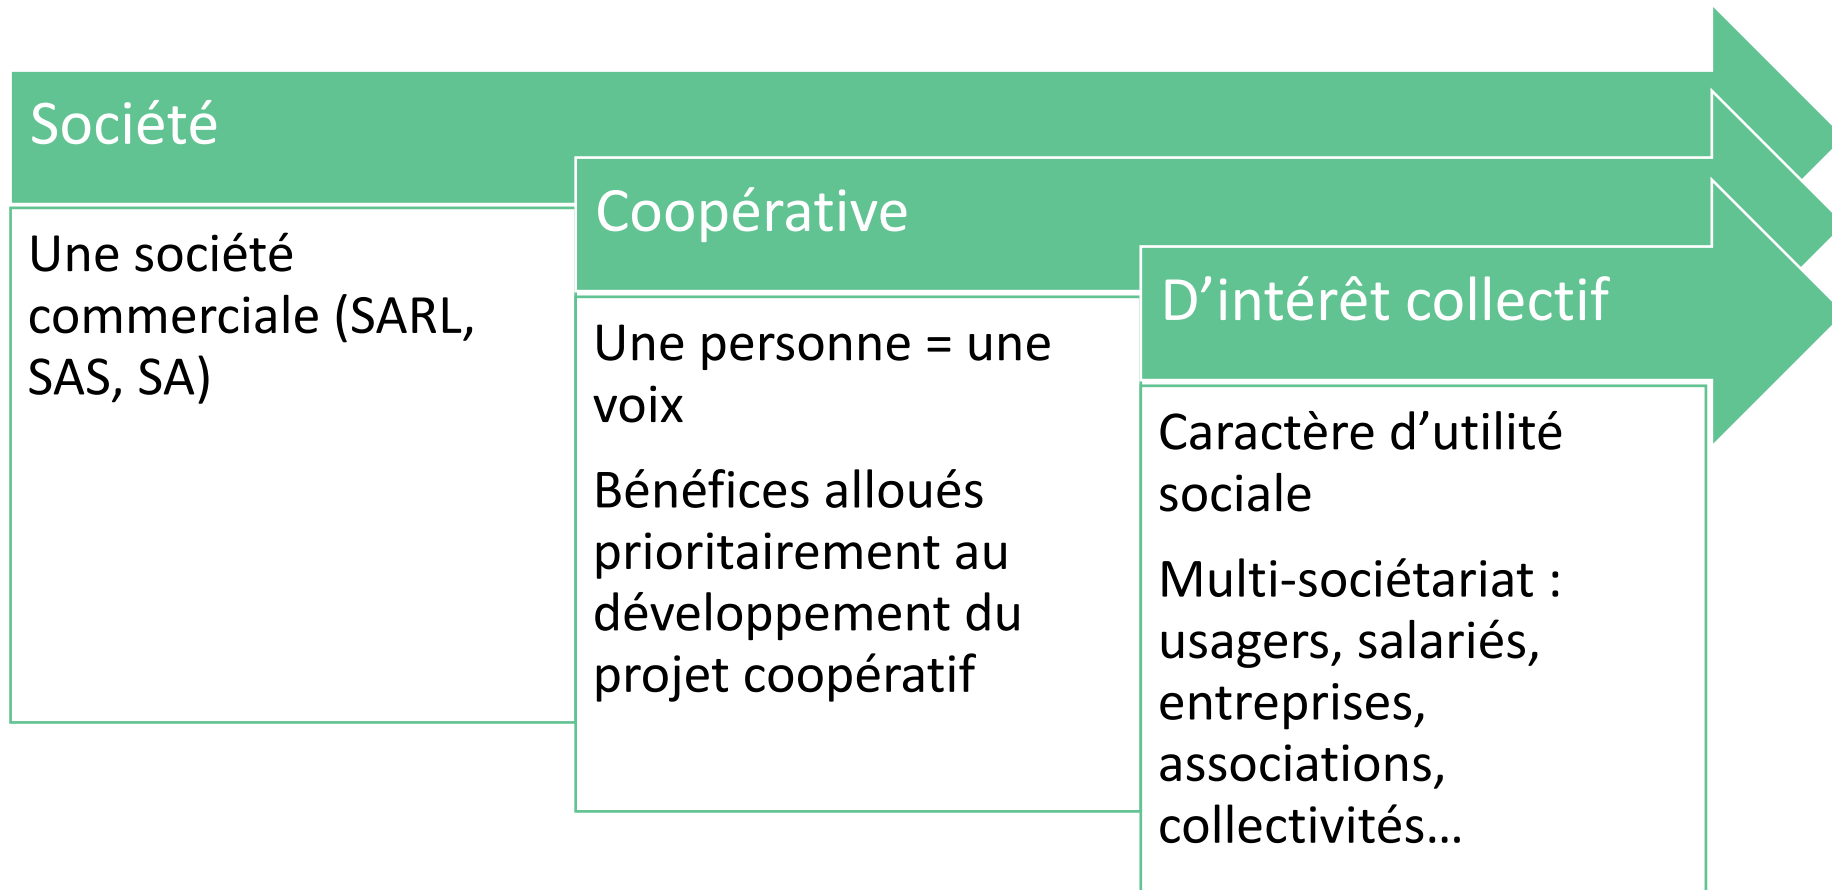 Société
Une société
commerciale (SARL,
SAS, SA)
Coopérative
Une personne = une
voix
Bénéfices alloués
prioritairement au
développement du
projet coopératif
D’intérêt collectif
Caractère d’utilité
sociale
Multi-sociétariat :
usagers, salariés,
entreprises,
associations,
collectivités…